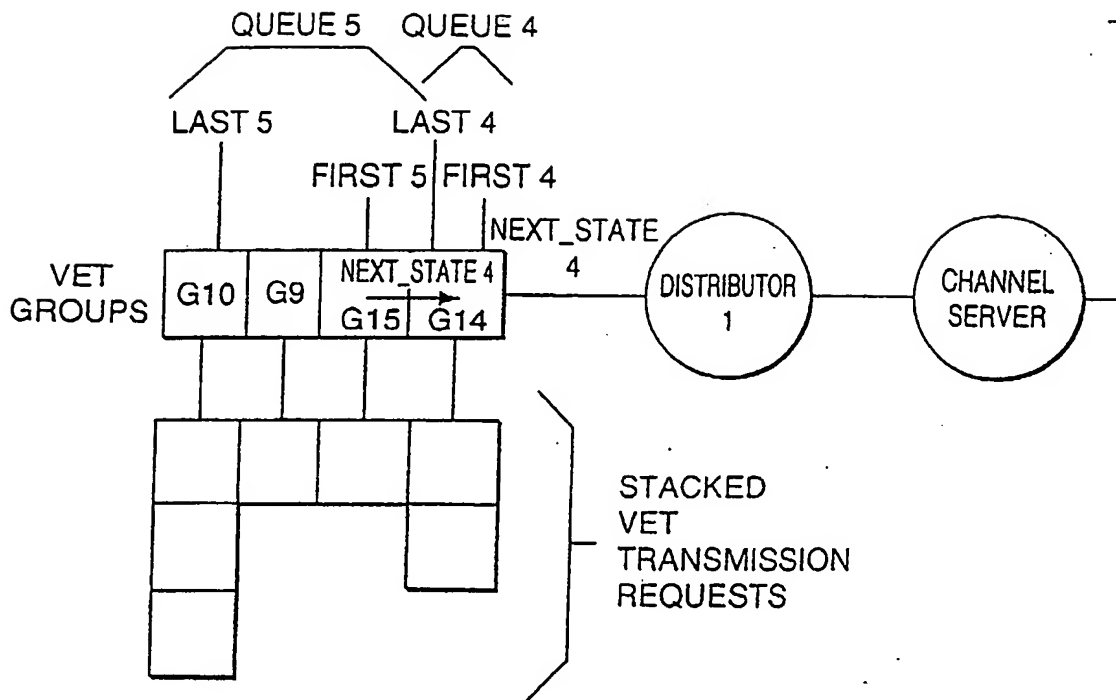 QUEUE 5 QUEUE 4
LAST 5 LAST 4
FIRST 5 FIRST 4
NEXT_STATE
4
VET
GROUPS
G10 G9 NEXT_STATE 4
G15 G14
DISTRIBUTOR
1
CHANNEL
SERVER
STACKED
VET
TRANSMISSION
REQUESTS